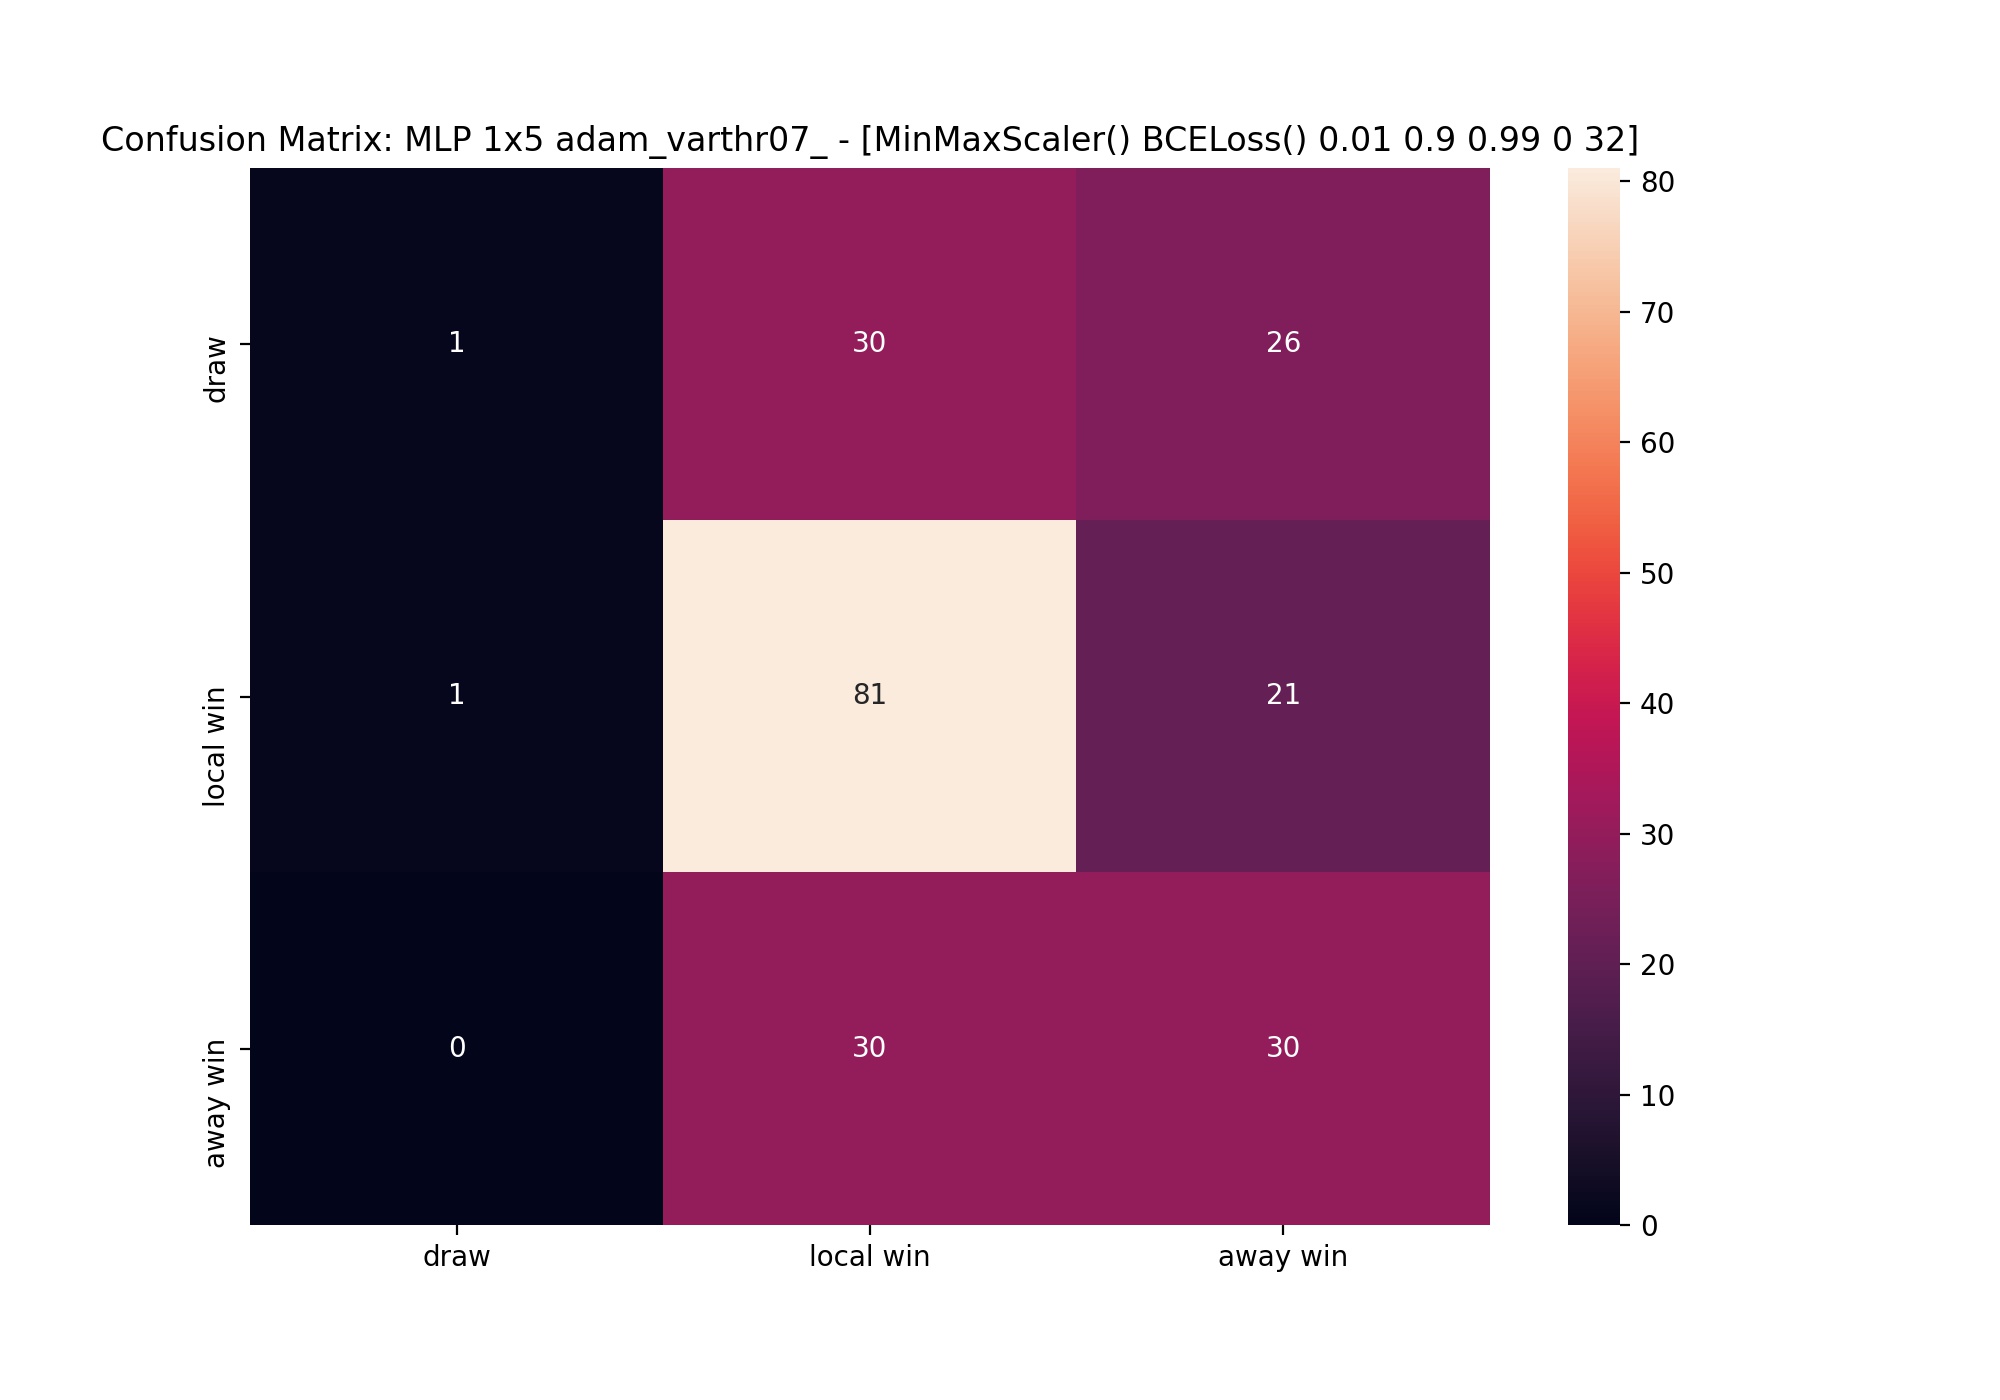 Confusion Matrix: MLP 1x5 adam_varthr07_ - [MinMaxScaler() BCELoss() 0.01 0.9 0.99 0 32]
draw
1
30
26
local win
1
81
21
away win
0
30
30
draw
local win
away win
80
70
60
50
40
30
20
10
0